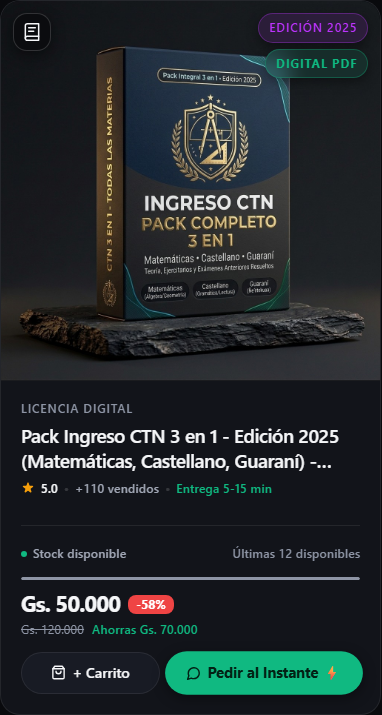 EDICIÓN 2025
DIGITAL PDF
Pack Integral 3 en 1 - Edición 2025
CTN 3 EN 1 - TODAS LAS MATERIAS
INGRESO CTN
PACK COMPLETO
3 EN 1
Matemáticas • Castellano • Guaraní
Teoría, Ejercitarios y Exámenes Anteriores Resueltos
Matemáticas
Castellano
Guaraní
LICENCIA DIGITAL
Pack Ingreso CTN 3 en 1 - Edición 2025
(Matemáticas, Castellano, Guaraní) -...
5.0 • +110 vendidos • Entrega 5-15 min
Stock disponible
Últimas 12 disponibles
Gs. 50.000 -58%
Gs. 120.000 Ahorras Gs. 70.000
+ Carrito
Pedir al Instante